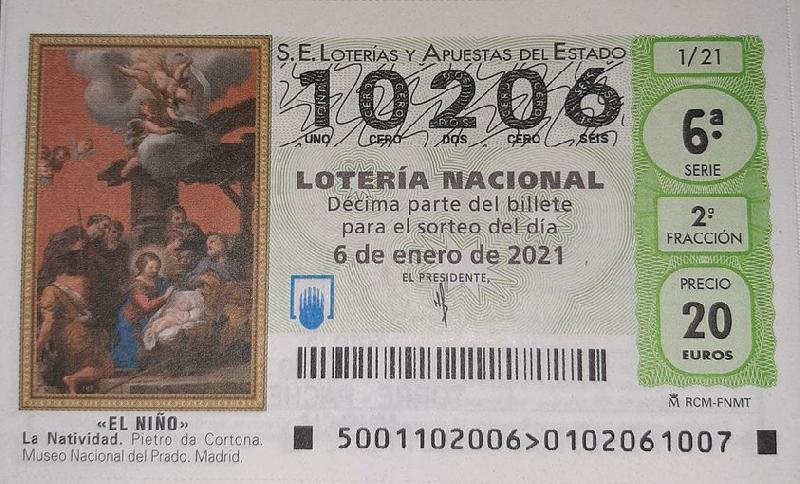 S.E.LOTERÍAS Y APUESTAS DEL ESTADO
10206
UNO CERO DOS CERO SEIS
LOTERÍA NACIONAL
Décima parte del billete
para el sorteo del día
6 de enero de 2021
EL PRESIDENTE,
1/21
6ª
SERIE
2ª
FRACCIÓN
PRECIO
20
EUROS
RCM-FNMT
«EL NIÑO»
La Natividad. Pietro da Cortona.
Museo Nacional del Prado. Madrid.
5001102006>0102061007